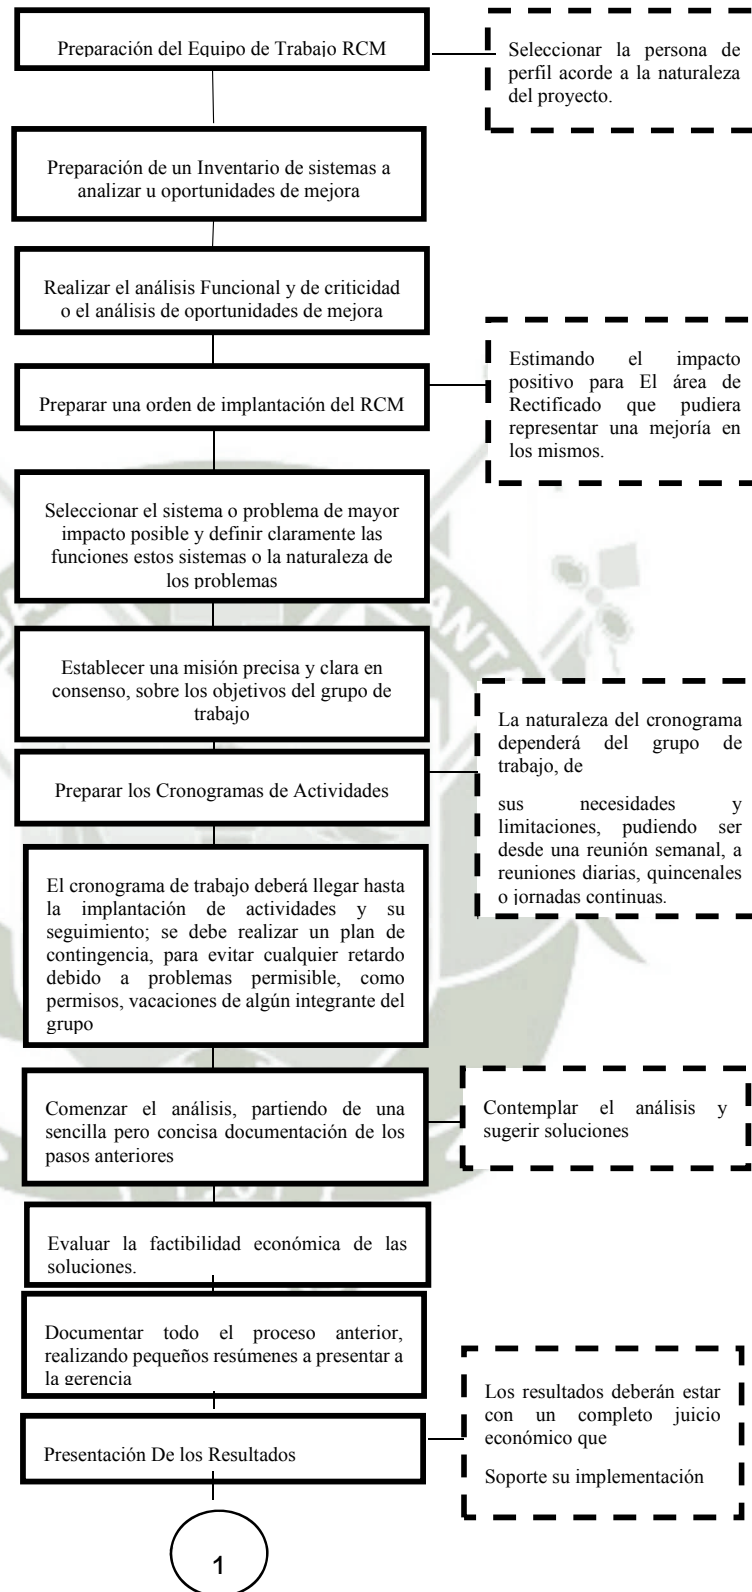 Preparación del Equipo de Trabajo RCM
Seleccionar la persona de
perfil acorde a la naturaleza
del proyecto.
Preparación de un Inventario de sistemas a
analizar u oportunidades de mejora
Realizar el análisis Funcional y de criticidad
o el análisis de oportunidades de mejora
Preparar una orden de implantación del RCM
Estimando el impacto
positivo para El área de
Rectificado que pudiera
representar una mejoría en
los mismos.
Seleccionar el sistema o problema de mayor
impacto posible y definir claramente las
funciones estos sistemas o la naturaleza de
los problemas
Establecer una misión precisa y clara en
consenso, sobre los objetivos del grupo de
trabajo
Preparar los Cronogramas de Actividades
La naturaleza del cronograma
dependerá del grupo de
trabajo, de
sus necesidades y
limitaciones, pudiendo ser
desde una reunión semanal, a
reuniones diarias, quincenales
o jornadas continuas.
El cronograma de trabajo deberá llegar hasta
la implantación de actividades y su
seguimiento; se debe realizar un plan de
contingencia, para evitar cualquier retardo
debido a problemas permisible, como
permisos, vacaciones de algún integrante del
grupo
Comenzar el análisis, partiendo de una
sencilla pero concisa documentación de los
pasos anteriores
Contemplar el análisis y
sugerir soluciones
Evaluar la factibilidad económica de las
soluciones.
Documentar todo el proceso anterior,
realizando pequeños resúmenes a presentar a
la gerencia
Presentación De los Resultados
Los resultados deberán estar
con un completo juicio
económico que
Soporte su implementación
1